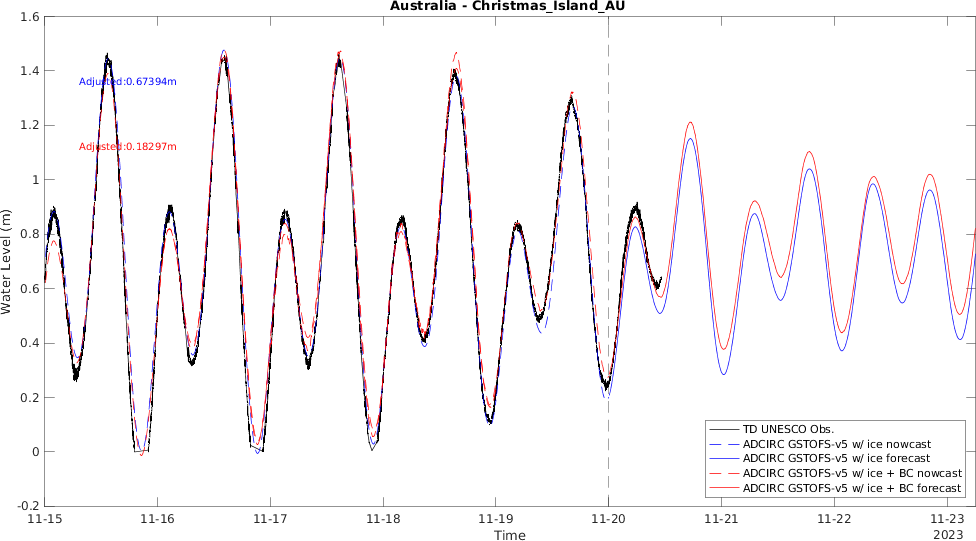 Australia - Christmas_Island_AU
1.6
1.4
1.2
1
0.8
0.6
0.4
0.2
0
-0.2
Water Level (m)
Adjusted:0.67394m
Adjusted:0.18297m
TD UNESCO Obs.
ADCIRC GSTOFS-v5 w/ ice nowcast
ADCIRC GSTOFS-v5 w/ ice forecast
ADCIRC GSTOFS-v5 w/ ice + BC nowcast
ADCIRC GSTOFS-v5 w/ ice + BC forecast
11-15 11-16 11-17 11-18 11-19 11-20 11-21 11-22 11-23
2023
Time